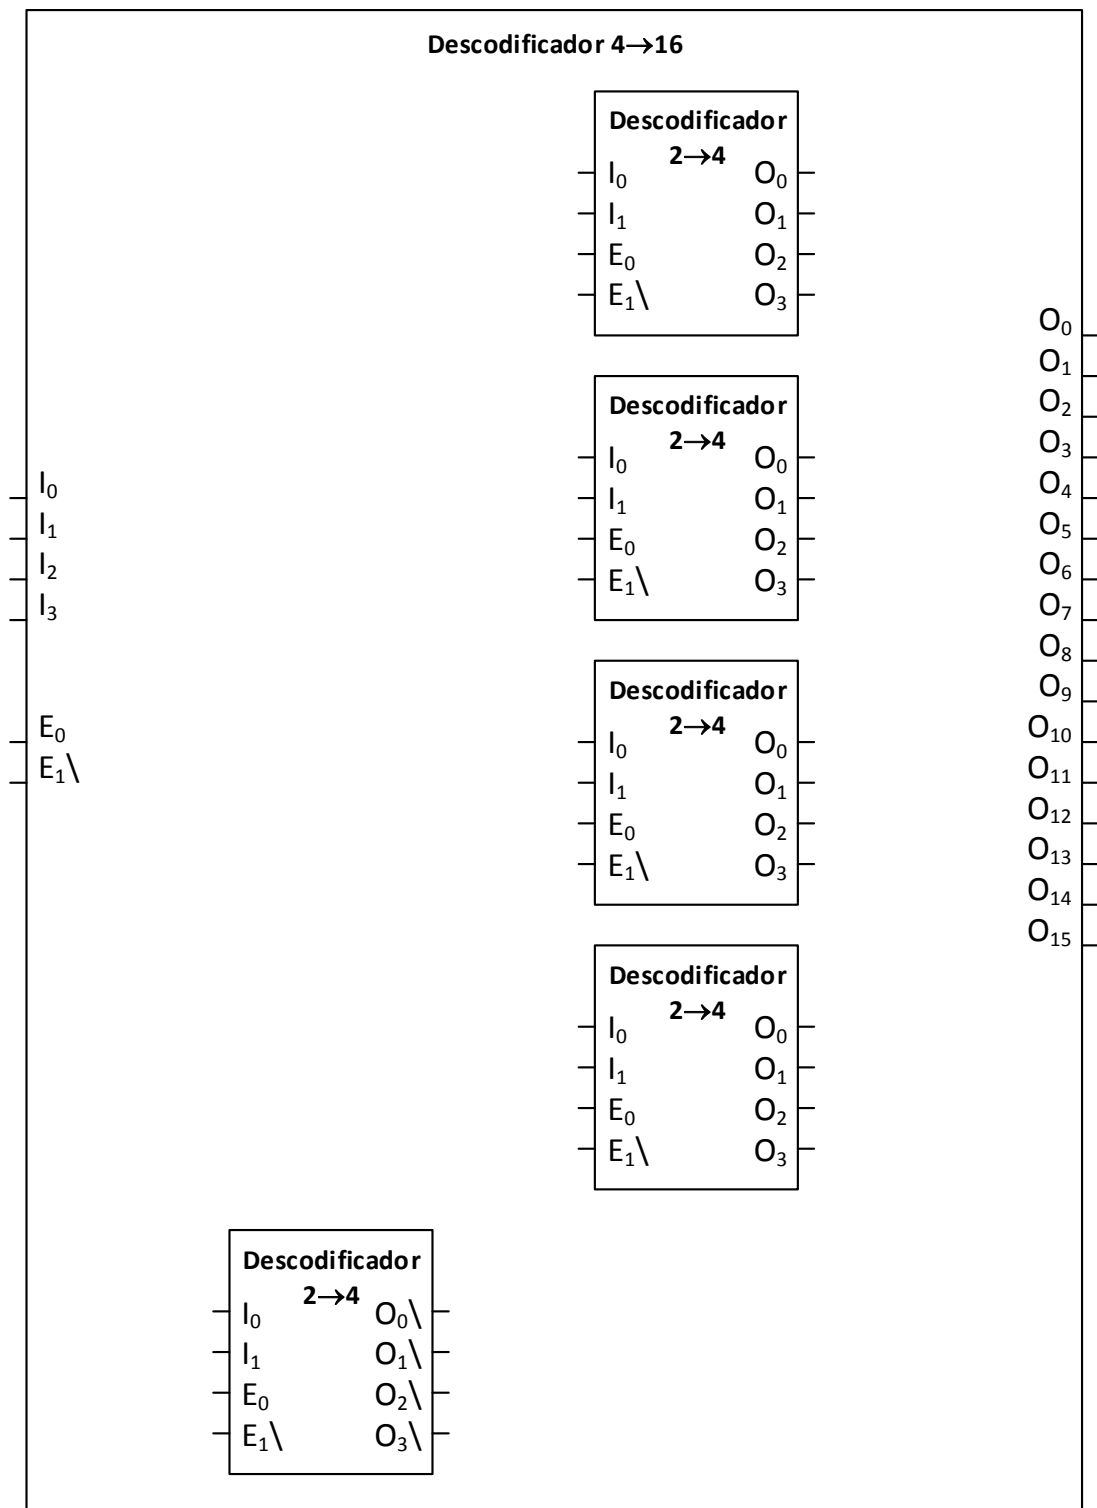 Descodificador 4→16
Descodificador
2→4
I₀ O₀
I₁ O₁
E₀ O₂
E₁\ O₃
Descodificador
2→4
I₀ O₀
I₁ O₁
E₀ O₂
E₁\ O₃
Descodificador
2→4
I₀ O₀
I₁ O₁
E₀ O₂
E₁\ O₃
Descodificador
2→4
I₀ O₀
I₁ O₁
E₀ O₂
E₁\ O₃
Descodificador
2→4
I₀ O₀\
I₁ O₁\
E₀ O₂\
E₁\ O₃\
I₀
I₁
I₂
I₃
E₀
E₁\
O₀
O₁
O₂
O₃
O₄
O₅
O₆
O₇
O₈
O₉
O₁₀
O₁₁
O₁₂
O₁₃
O₁₄
O₁₅